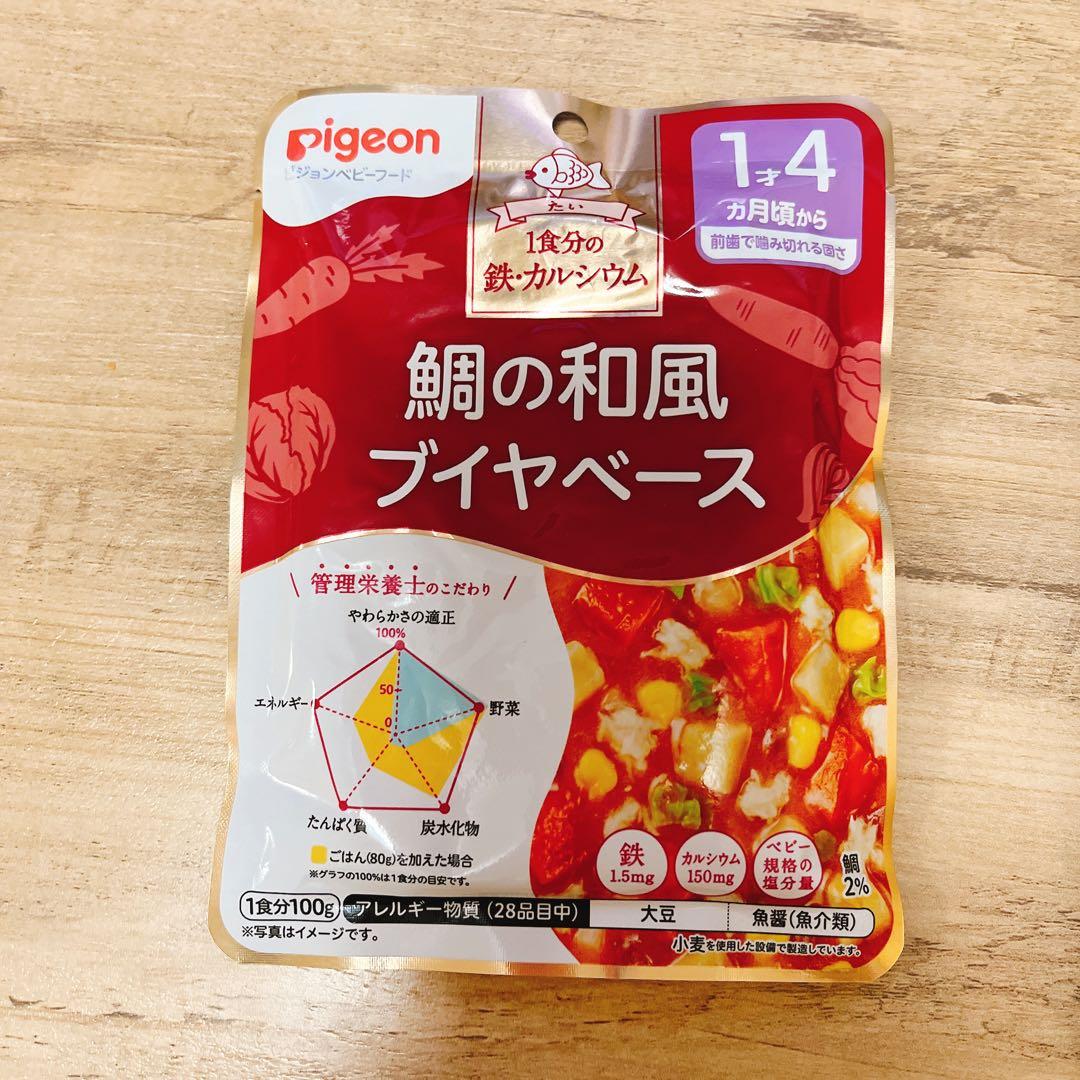 pigeon
ピジョンベビーフード
たい
1食分の
鉄・カルシウム
1才4
カ月頃から
前歯で噛み切れる固さ
鯛の和風
ブイヤベース
管理栄養士のこだわり
やわらかさの適正
100%
50
0
エネルギー
野菜
たんぱく質
炭水化物
ごはん(80g)を加えた場合
※グラフの100%は1食分の目安です。
鉄
1.5mg
カルシウム
150mg
ベビー
規格の
塩分量
鯛
2%
1食分100g
アレルギー物質(28品目中)
大豆
魚醤(魚介類)
※写真はイメージです。
小麦を使用した設備で製造しています。